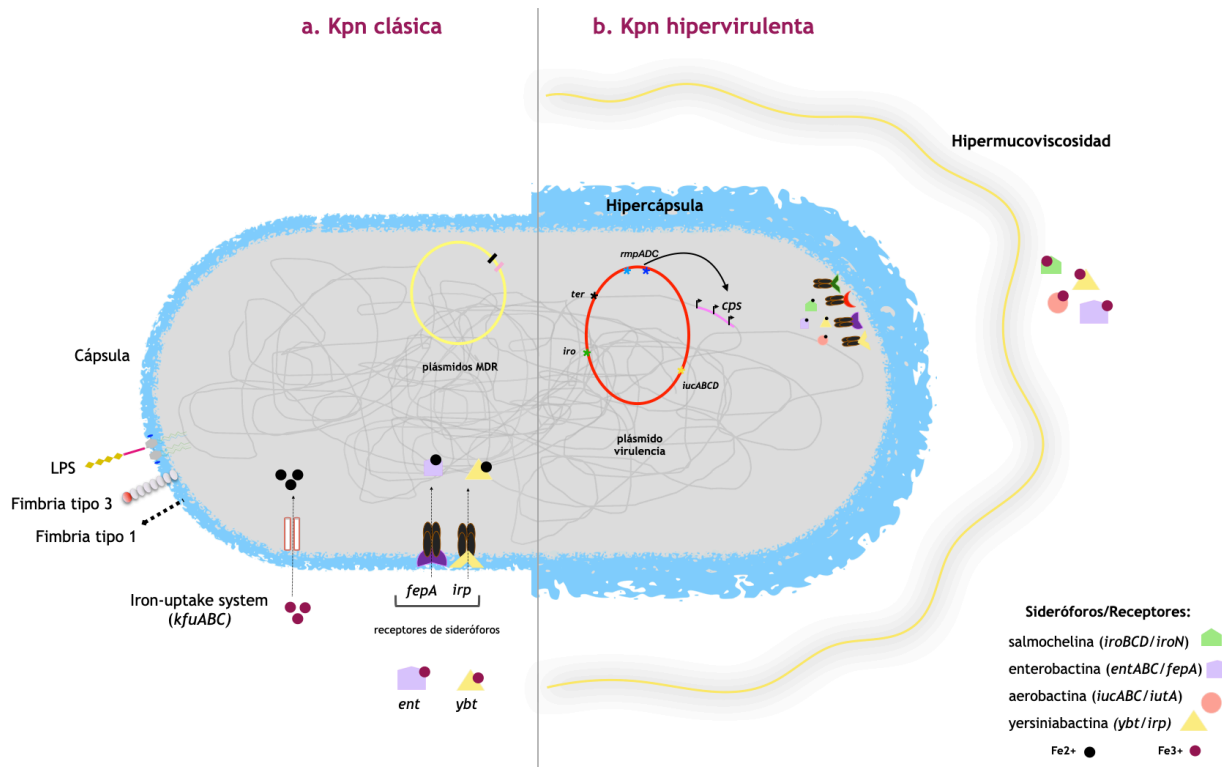 a. Kpn clásica
b. Kpn hipervirulenta
Hipermucoviscosidad
Hipercápsula
rmpADC
ter
cps
iro
iucABCD
plásmidos MDR
plásmido
virulencia
Cápsula
LPS
Fimbria tipo 3
Fimbria tipo 1
Iron-uptake system
(kfuABC)
fepA irp
receptores de sideróforos
ent ybt
Sideróforos/Receptores:
salmochelina (iroBCD/iroN)
enterobactina (entABC/fepA)
aerobactina (iucABC/iutA)
yersiniabactina (ybt/irp)
Fe2+ Fe3+